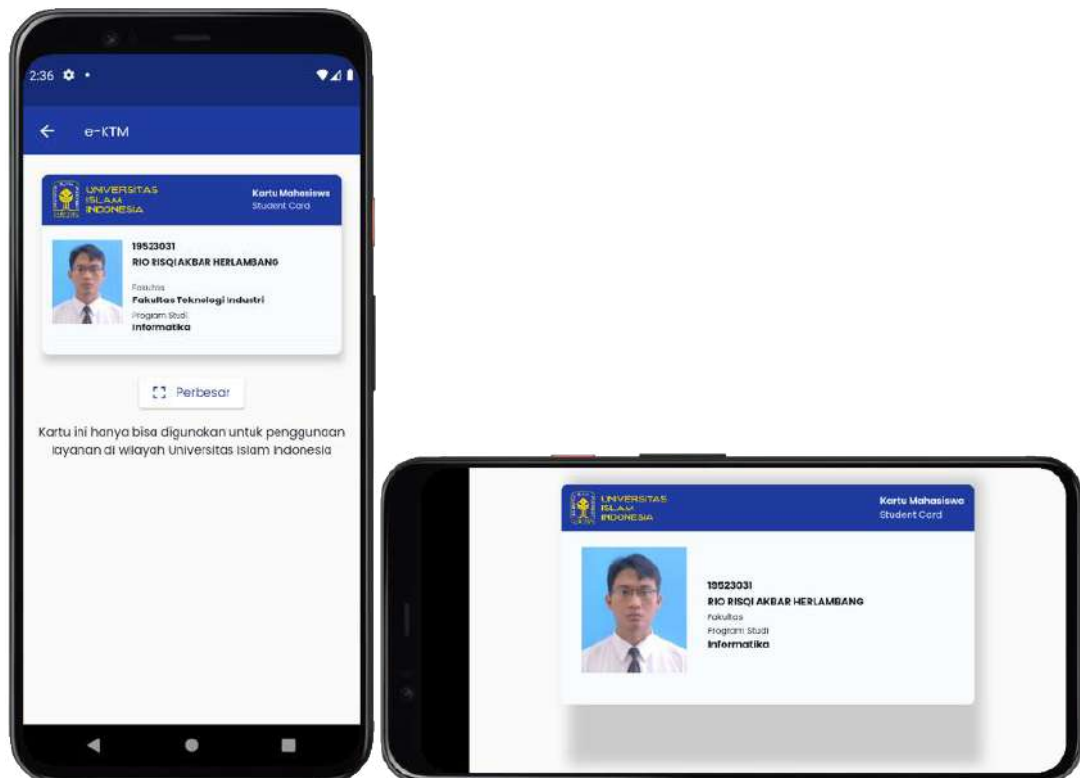 2:36
e-KTM
UNIVERSITAS
ISLAM
INDONESIA
Kartu Mahasiswa
Student Card
19523031
RIO RISQI AKBAR HERLAMBANG
Fakultas
Fakultas Teknologi Industri
Program Studi
Informatika
Perbesar
Kartu ini hanya bisa digunakan untuk penggunaan
layanan di wilayah Universitas Islam Indonesia
UNIVERSITAS
ISLAM
INDONESIA
Kartu Mahasiswa
Student Card
19523031
RIO RISQI AKBAR HERLAMBANG
Fakultas
Program Studi
Informatika